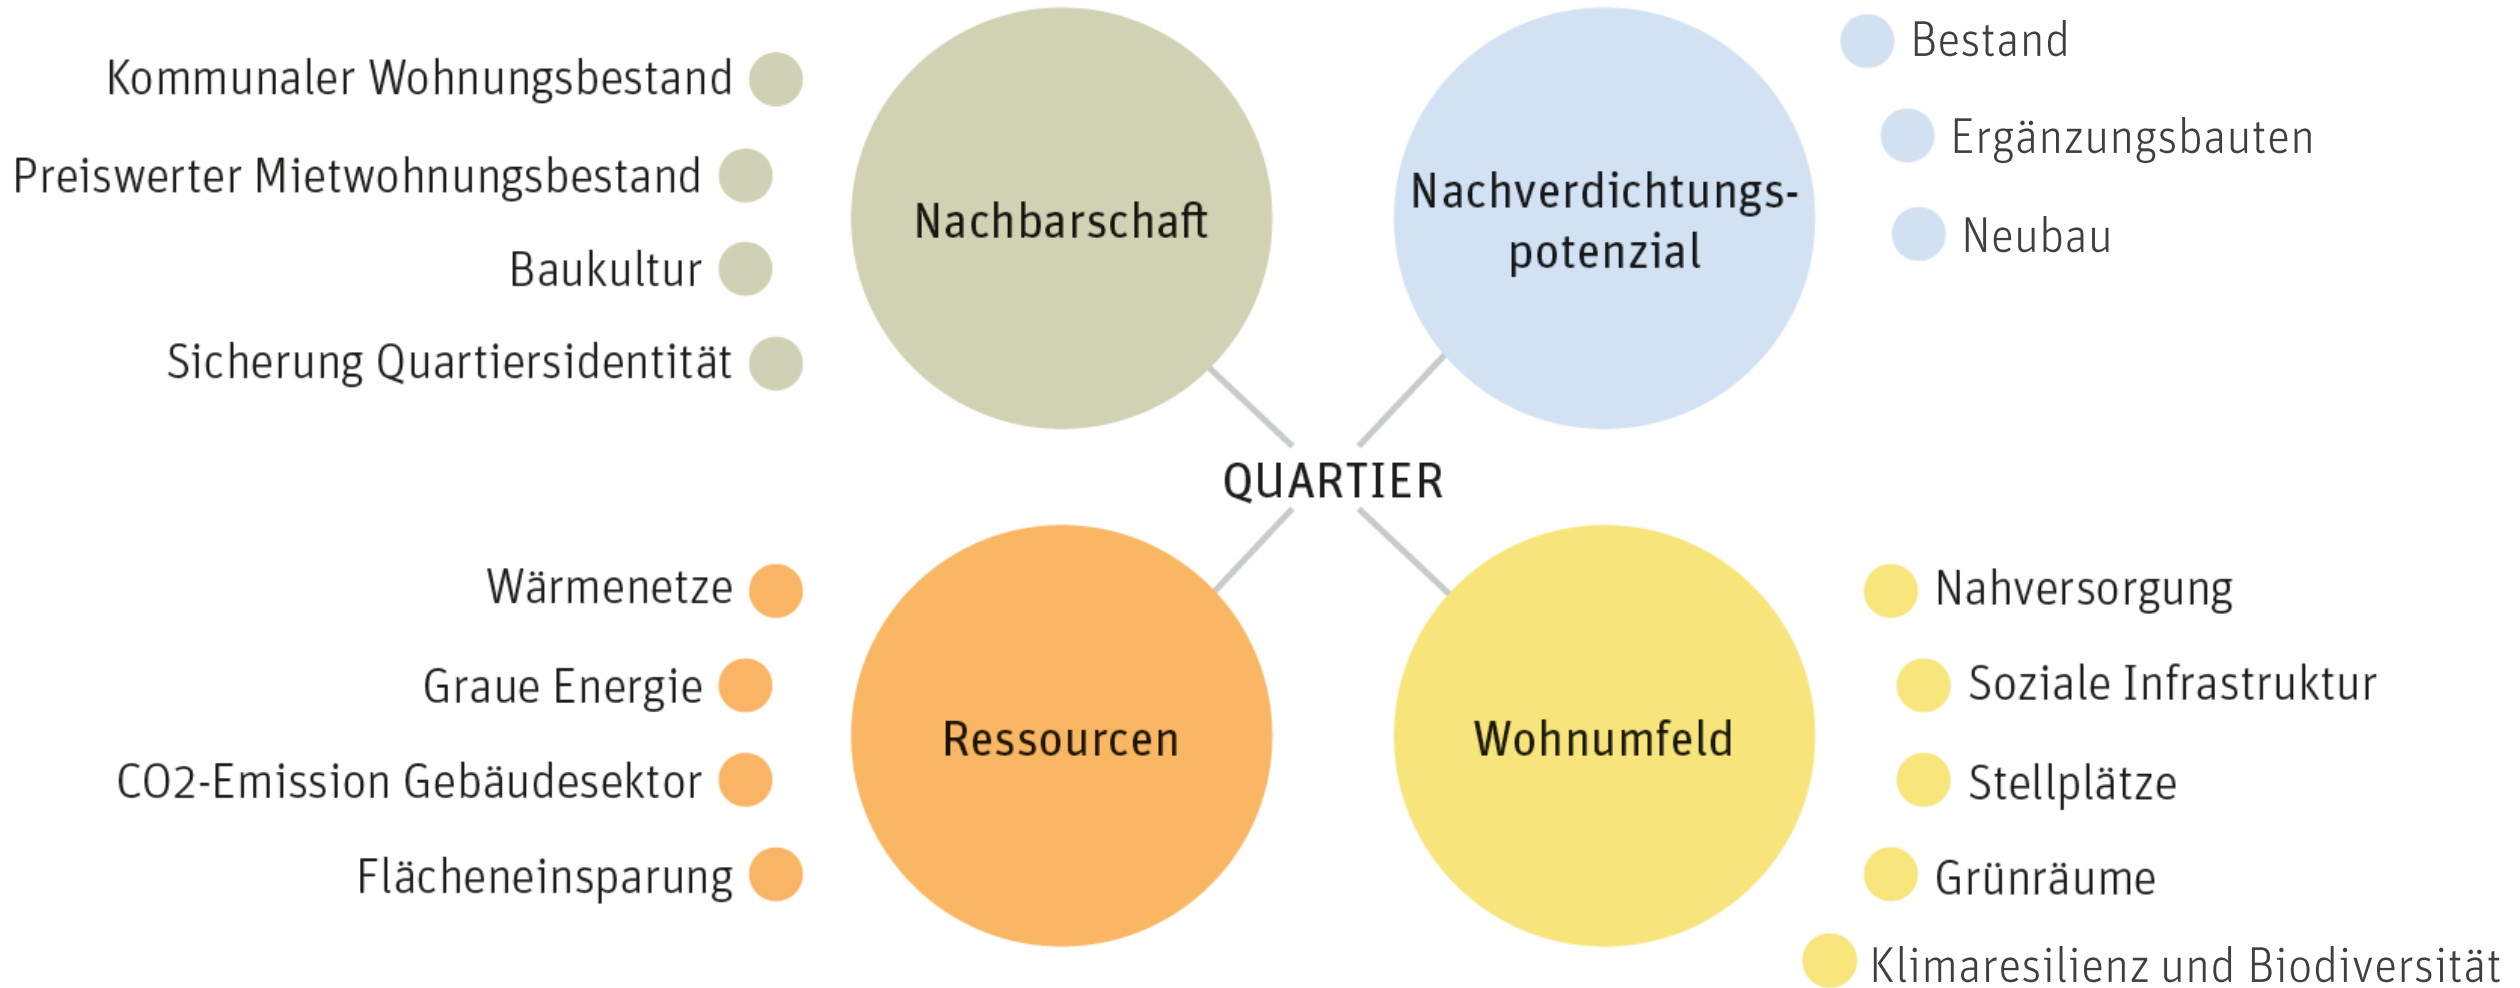 Kommunaler Wohnungsbestand
Preiswerter Mietwohnungsbestand
Baukultur
Sicherung Quartiersidentität
Nachbarschaft
Nachverdichtungs-
potenzial
Bestand
Ergänzungsbauten
Neubau
QUARTIER
Wärmenetze
Graue Energie
CO2-Emission Gebäudesektor
Flächeneinsparung
Ressourcen
Wohnumfeld
Nahversorgung
Soziale Infrastruktur
Stellplätze
Grünräume
Klimaresilienz und Biodiversität